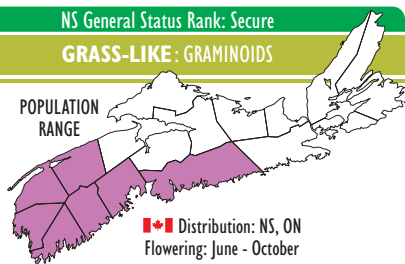 NS General Status Rank: Secure
GRASS-LIKE: GRAMINOIDS
POPULATION
RANGE
Distribution: NS, ON
Flowering: June - October